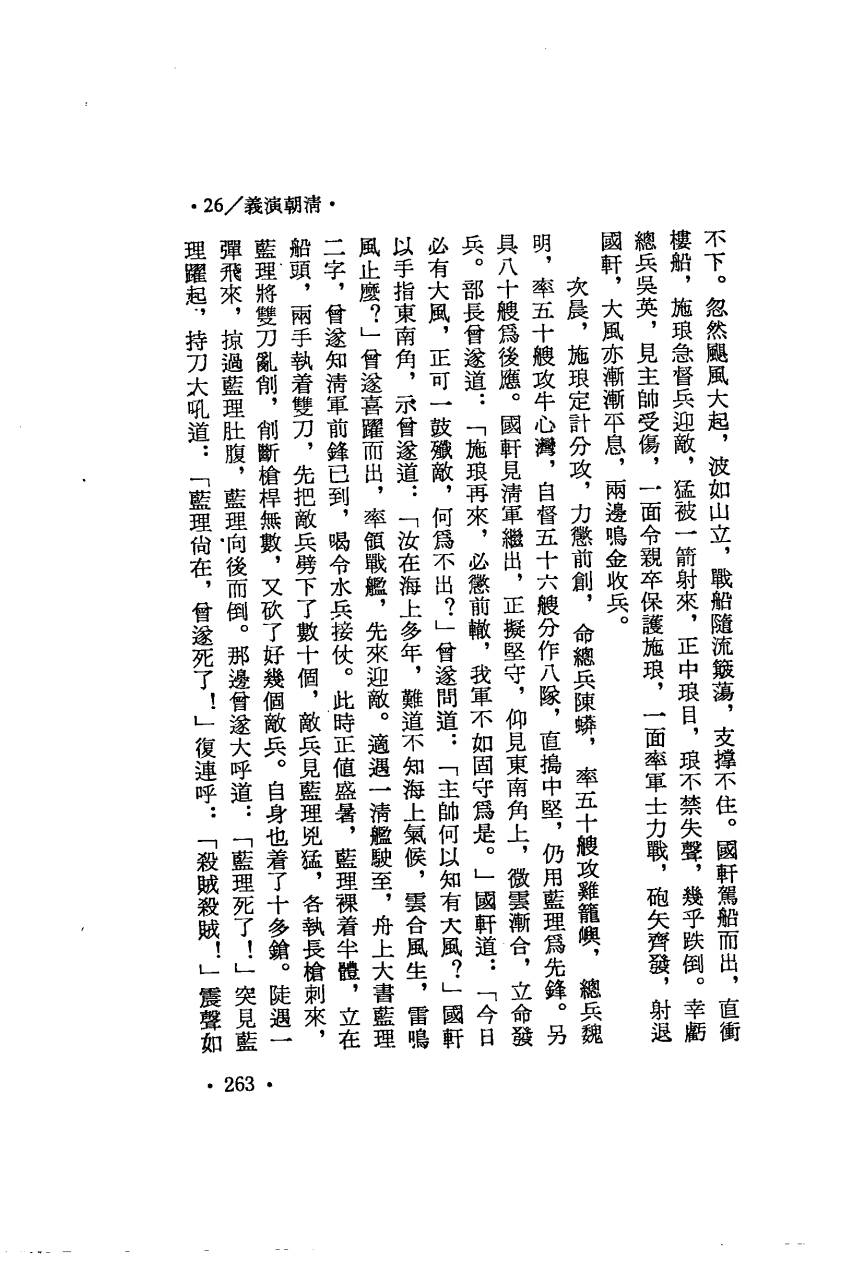 ·26/義演朝清·
不下。忽然颶風大起，波如山立，戰船隨流簸蕩，支撐不住。國軒駕船而出，直衝
樓船，施琅急督兵迎敵，猛被一箭射來，正中琅目，琅不禁失聲，幾乎跌倒。幸虧
總兵吳英，見主帥受傷，一面令親卒保護施琅，一面率軍士力戰，砲矢齊發，射退
國軒，大風亦漸漸平息，兩邊鳴金收兵。
次晨，施琅定計分攻，力懲前創，命總兵陳蟒，率五十艘攻雞籠嶼，總兵魏
明，率五十艘攻牛心灣，自督五十六艘分作八隊，直搗中堅，仍用藍理爲先鋒。另
具八十艘爲後應。國軒見淸軍繼出，正擬堅守，仰見東南角上，微雲漸合，立命發
兵。部長曾遂道：「施琅再來，必懲前轍，我軍不如固守爲是。」國軒道：「今日
必有大風，正可一鼓殲敵，何爲不出？」曾遂問道：「主帥何以知有大風？」國軒
以手指東南角，示曾遂道：「汝在海上多年，難道不知海上氣候，雲合風生，雷鳴
風止麼？」曾遂喜躍而出，率領戰艦，先來迎敵。適遇一淸艦駛至，舟上大書藍理
二字，曾遂知淸軍前鋒已到，喝令水兵接仗。此時正値盛暑，藍理裸着半體，立在
船頭，兩手執着雙刀，先把敵兵劈下了數十個，敵兵見藍理兇猛，各執長槍刺來，
藍理將雙刀亂削，削斷槍桿無數，又砍了好幾個敵兵。自身也着了十多鎗。陡遇一
彈飛來，掠過藍理肚腹，藍理向後而倒。那邊曾遂大呼道：「藍理死了！」突見藍
理躍起，持刀大吼道：「藍理尙在，曾遂死了！」復連呼：「殺賊殺賊！」震聲如
·263·